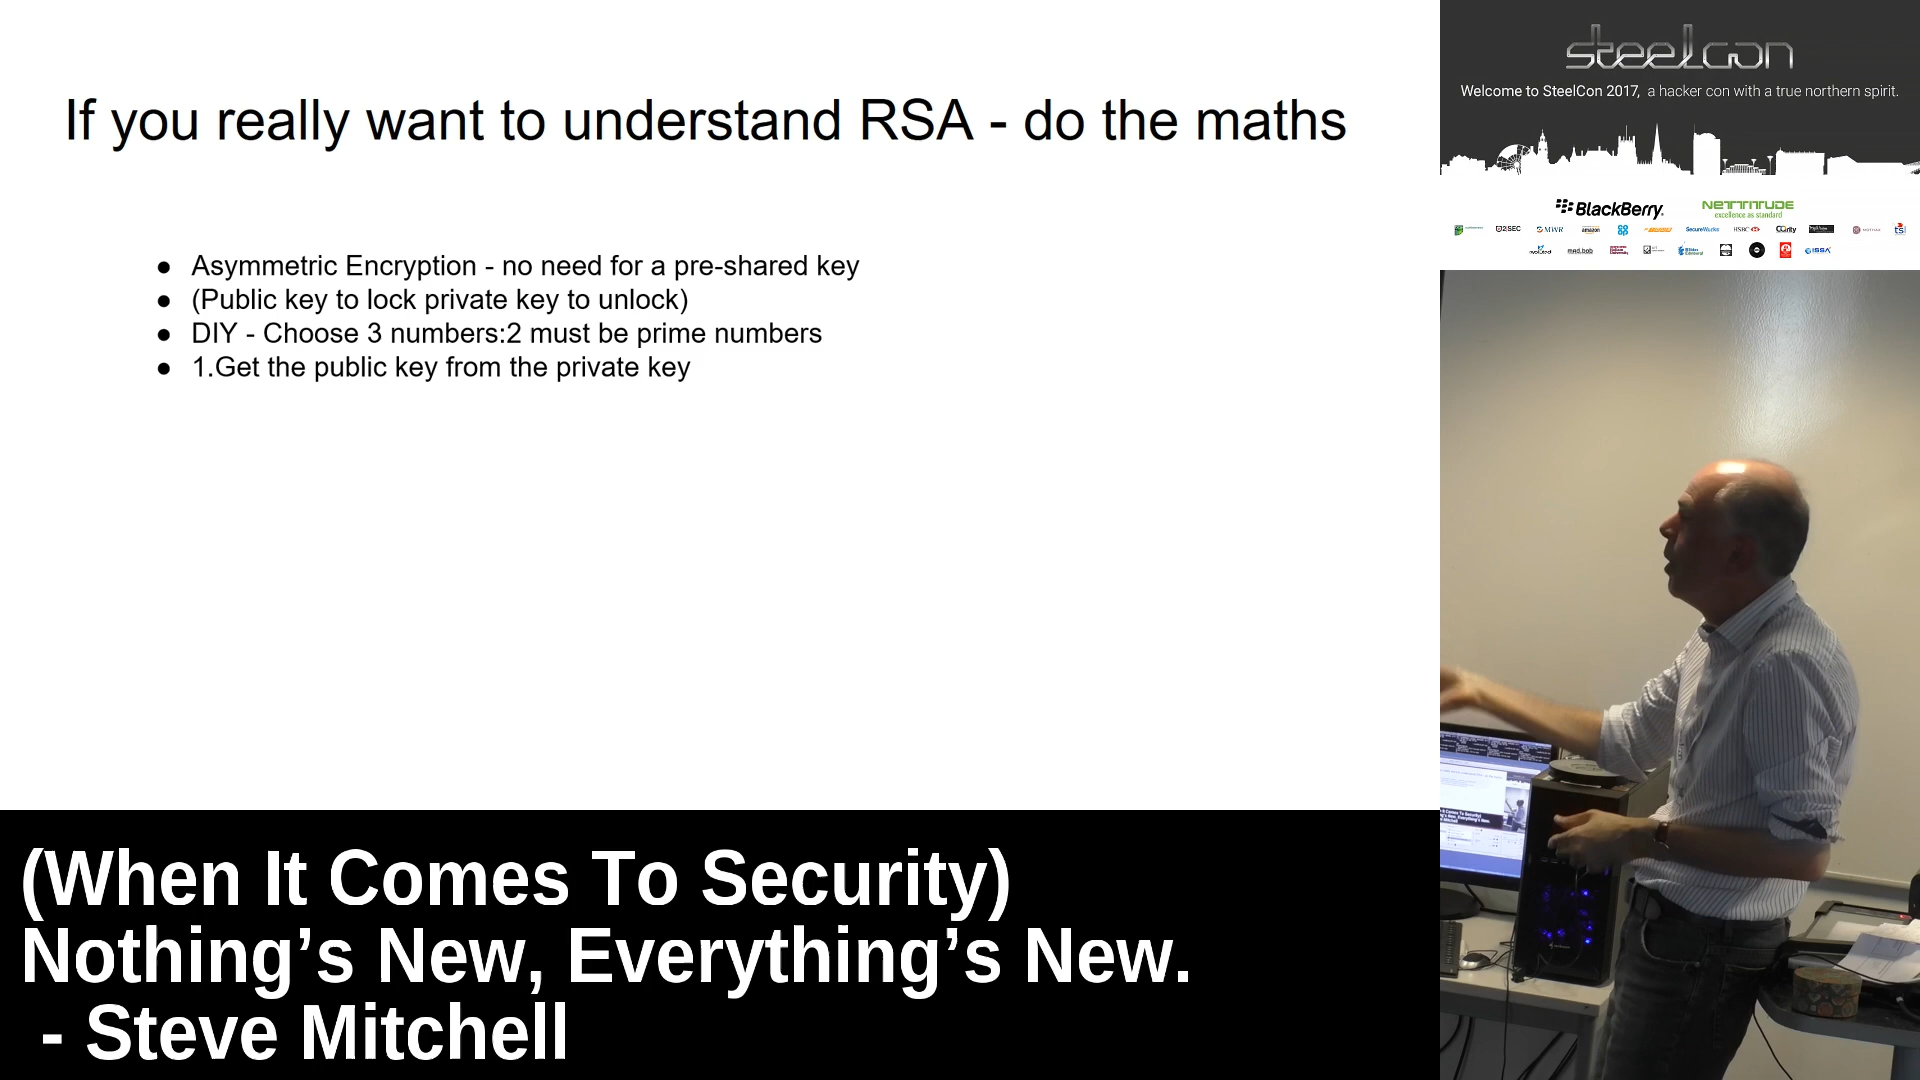 If you really want to understand RSA - do the maths
● Asymmetric Encryption - no need for a pre-shared key
● (Public key to lock private key to unlock)
● DIY - Choose 3 numbers:2 must be prime numbers
● 1.Get the public key from the private key
(When It Comes To Security)
Nothing’s New, Everything’s New.
- Steve Mitchell
steelcon
Welcome to SteelCon 2017, a hacker con with a true northern spirit.
BlackBerry
NETTITUDE
excellence as standard
MWR
amazon
SecureWorks
HSBC
tsi
ISSA